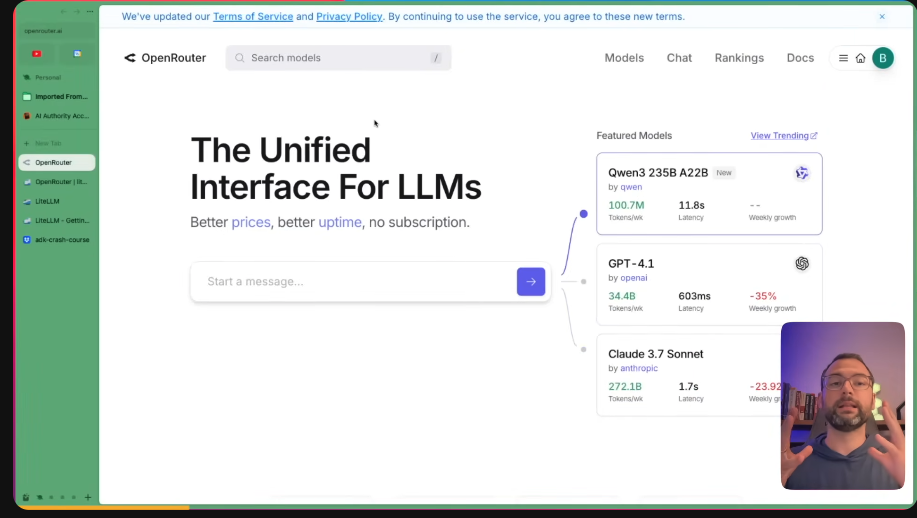 We've updated our Terms of Service and Privacy Policy. By continuing to use the service, you agree to these new terms.
openrouter.ai
Personal
Imported From...
AI Authority Acc...
New Tab
OpenRouter
OpenRouter | lit...
LiteLLM
LiteLLM - Gettin...
adk-crash-course
OpenRouter
Search models
/
Models
Chat
Rankings
Docs
B
The Unified
Interface For LLMs
Better prices, better uptime, no subscription.
Start a message...
Featured Models
View Trending
Qwen3 235B A22B New
by qwen
100.7M 11.8s --
Tokens/wk Latency Weekly growth
GPT-4.1
by openai
34.4B 603ms -35%
Tokens/wk Latency Weekly growth
Claude 3.7 Sonnet
by anthropic
272.1B 1.7s -23.92
Tokens/wk Latency Weekly gr